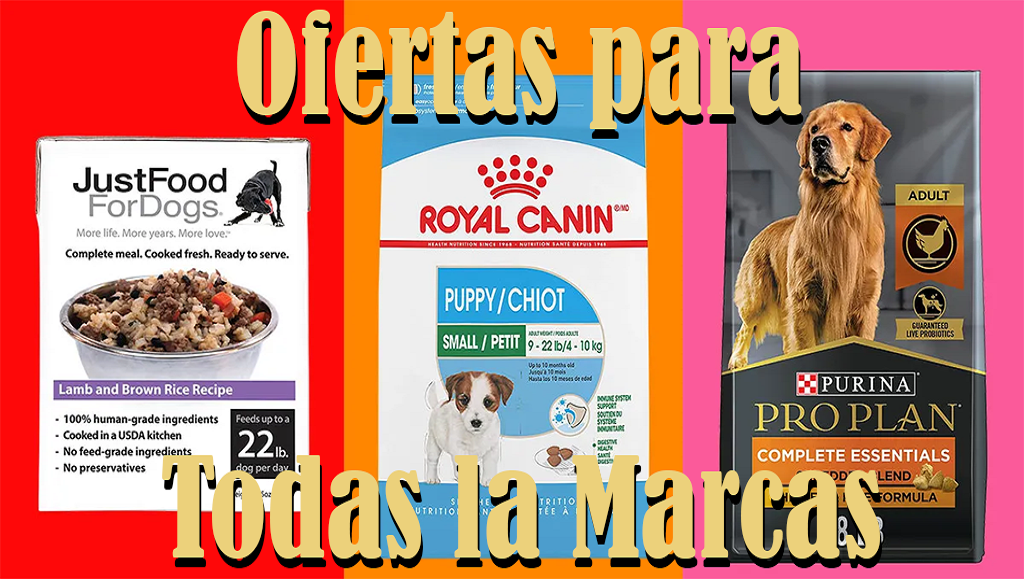 Ofertas para
JustFood
ForDogs®
More life. More years. More love.™
Complete meal. Cooked fresh. Ready to serve.
Lamb and Brown Rice Recipe
- 100% human-grade ingredients
- Cooked in a USDA kitchen
- No feed-grade ingredients
- No preservatives
Feeds up to a
22 lb.
dog per day
ROYAL CANIN®/MD
HEALTH NUTRITION SINCE 1968 - NUTRITION SANTÉ DEPUIS 1968
PUPPY/CHIOT
SMALL / PETIT
ADULT WEIGHT / POIDS ADULTE
9 - 22 lb/4 - 10 kg
Up to 10 months old
Jusqu'à 10 mois
Hasta los 10 meses de edad
IMMUNE SYSTEM
SUPPORT
SOUTIEN DU
SYSTÈME
IMMUNITAIRE
DIGESTIVE
HEALTH
SANTÉ
ADULT
GUARANTEED
LIVE PROBIOTICS
PURINA
PRO PLAN®
COMPLETE ESSENTIALS
BLEND
FORMULA
Todas la Marcas